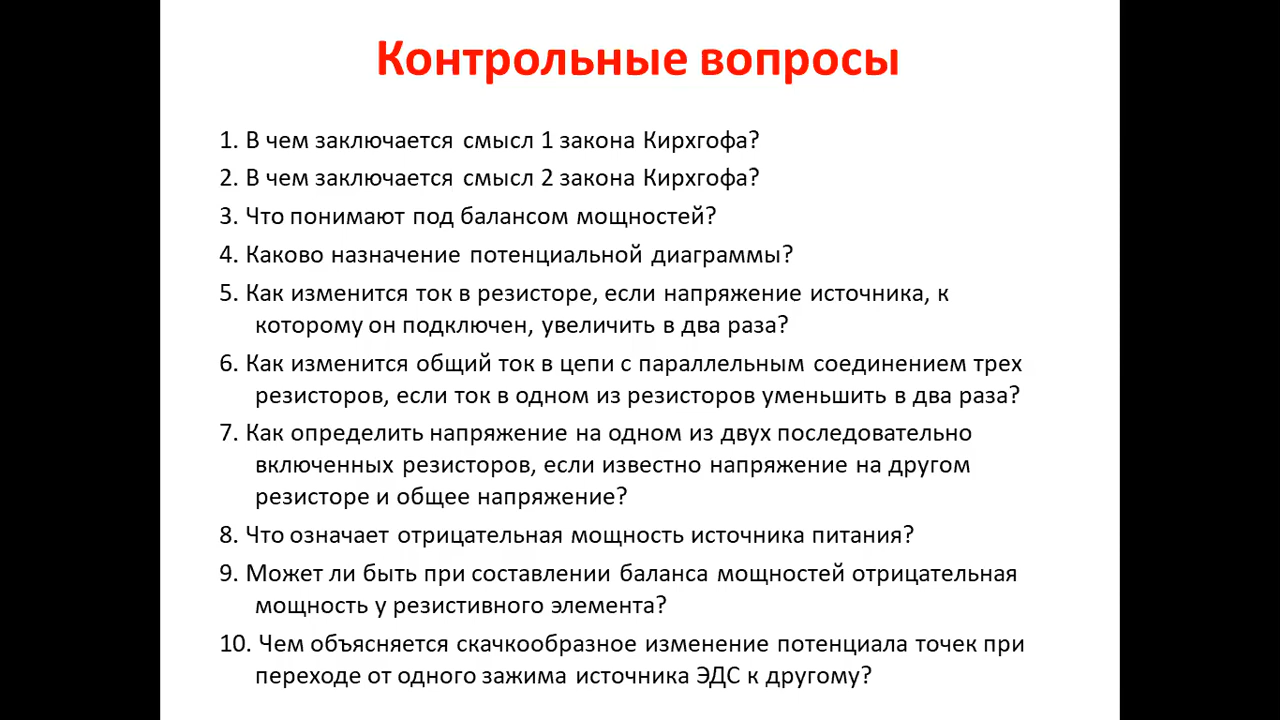 Контрольные вопросы
1. В чем заключается смысл 1 закона Кирхгофа?
2. В чем заключается смысл 2 закона Кирхгофа?
3. Что понимают под балансом мощностей?
4. Каково назначение потенциальной диаграммы?
5. Как изменится ток в резисторе, если напряжение источника, к
которому он подключен, увеличить в два раза?
6. Как изменится общий ток в цепи с параллельным соединением трех
резисторов, если ток в одном из резисторов уменьшить в два раза?
7. Как определить напряжение на одном из двух последовательно
включенных резисторов, если известно напряжение на другом
резисторе и общее напряжение?
8. Что означает отрицательная мощность источника питания?
9. Может ли быть при составлении баланса мощностей отрицательная
мощность у резистивного элемента?
10. Чем объясняется скачкообразное изменение потенциала точек при
переходе от одного зажима источника ЭДС к другому?